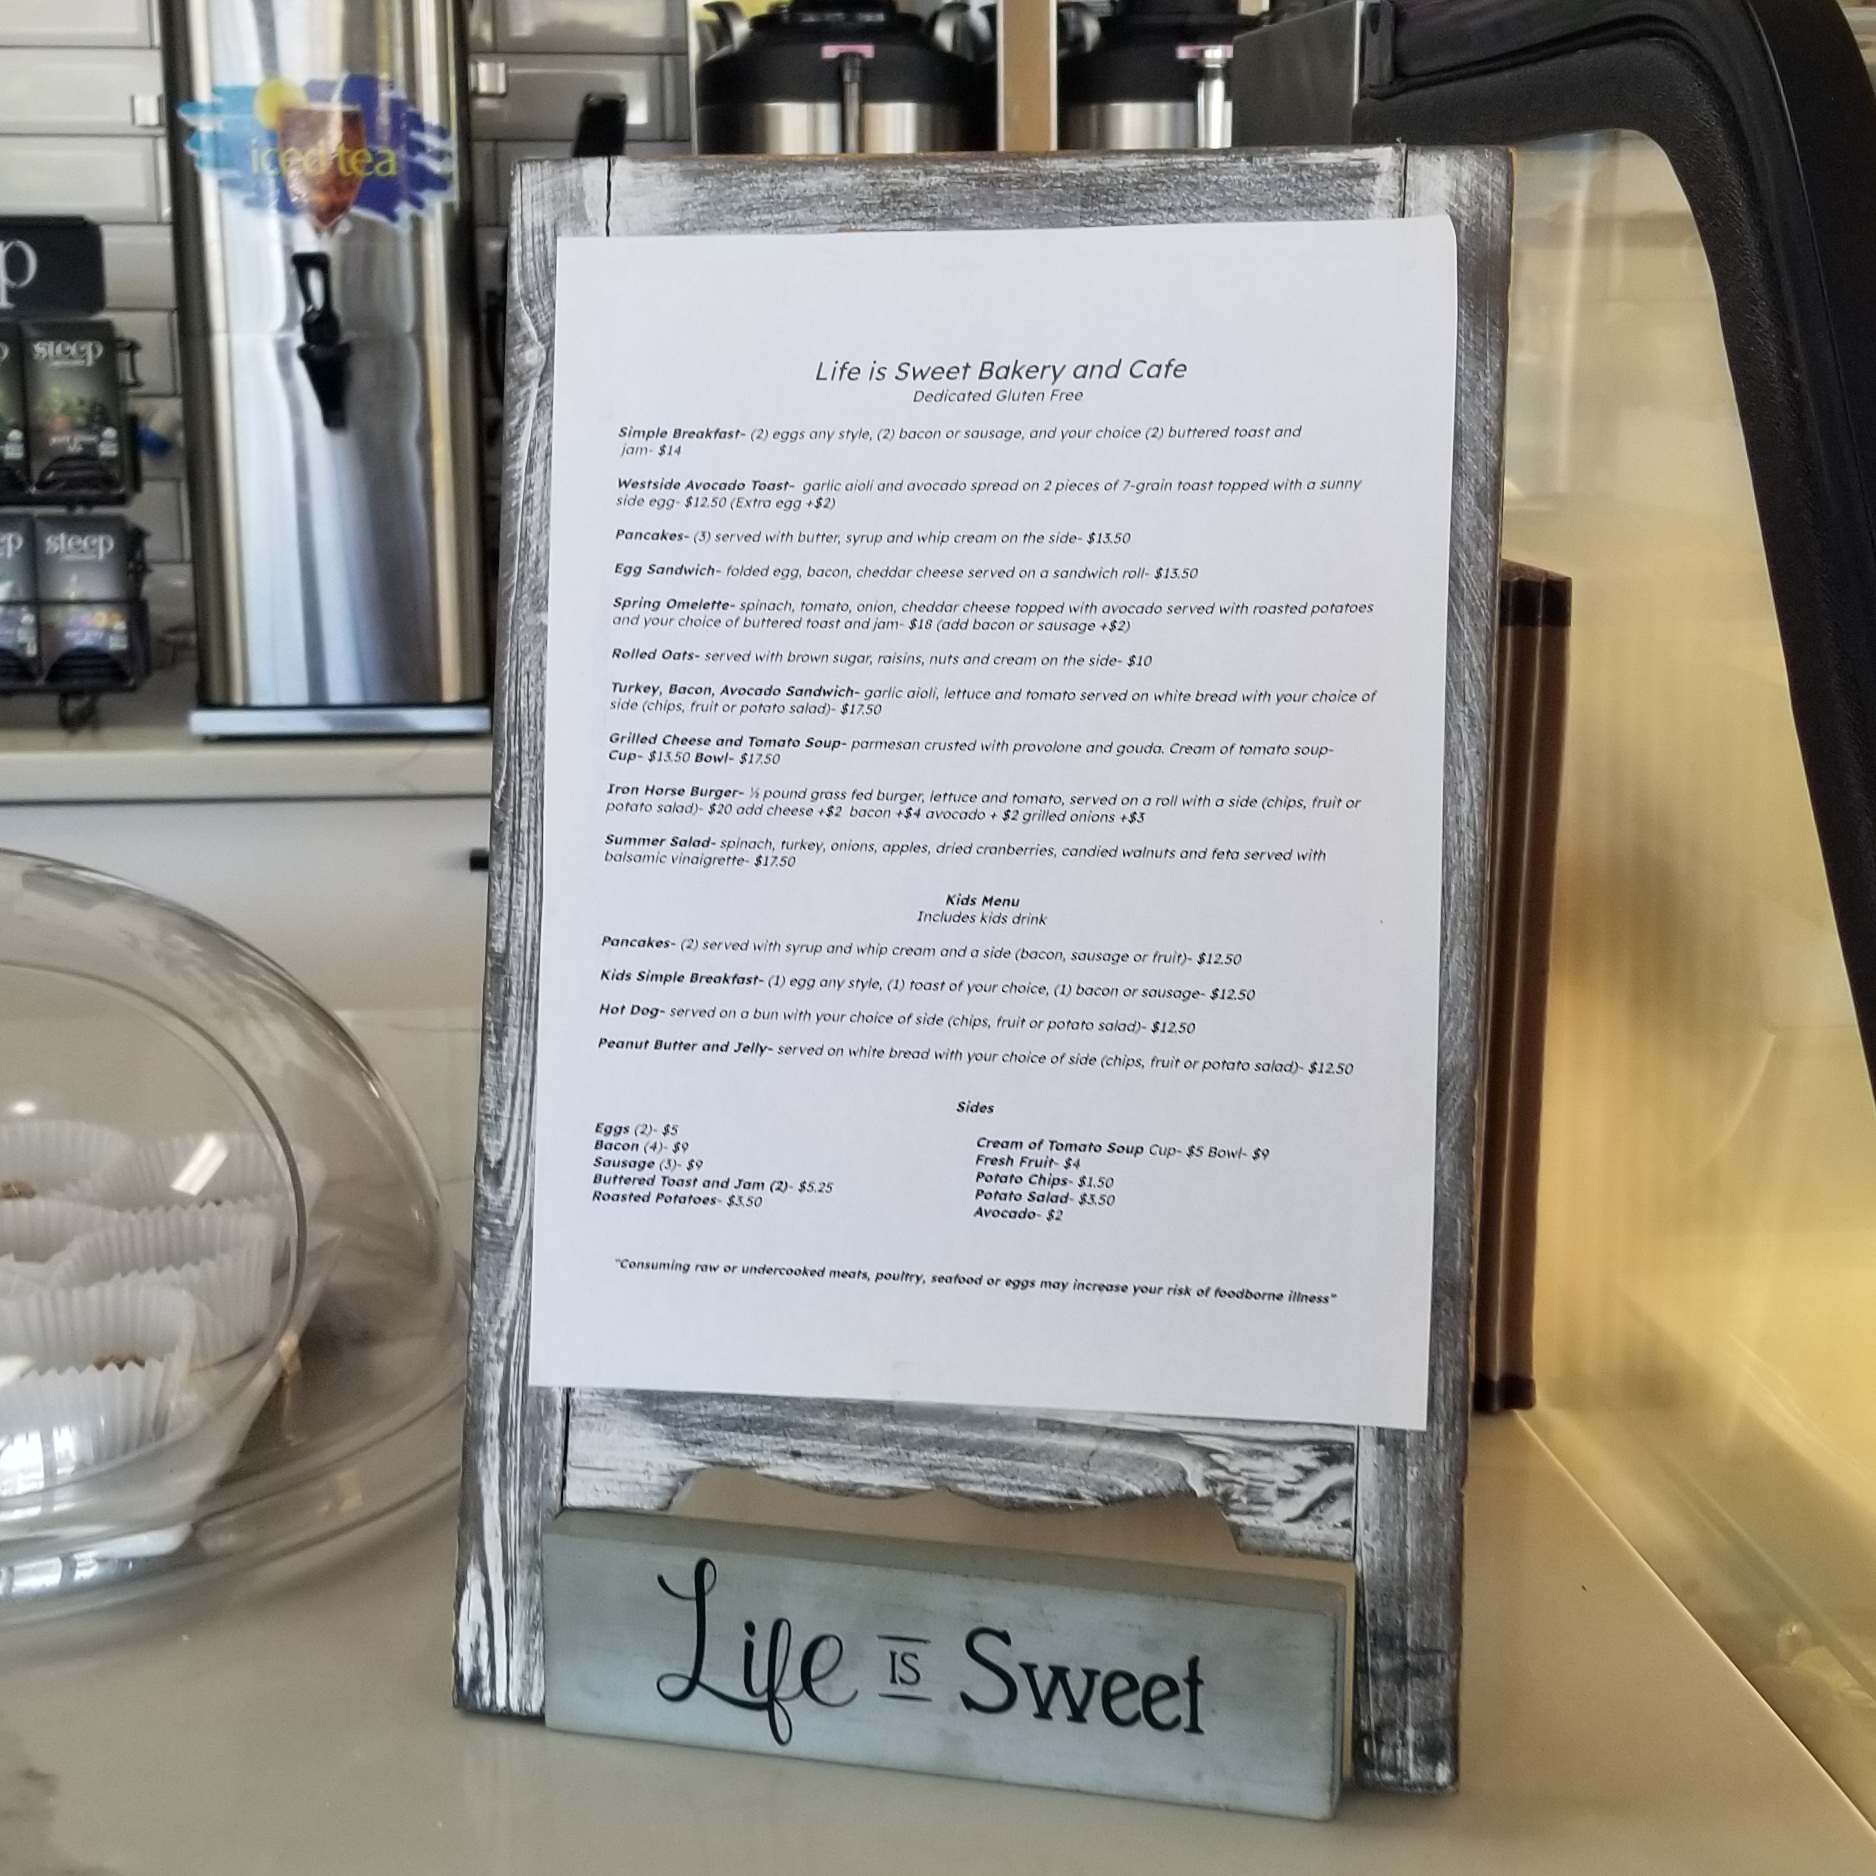 iced tea
p
steep
steep
Life is Sweet Bakery and Cafe
Dedicated Gluten Free
Simple Breakfast- (2) eggs any style, (2) bacon or sausage, and your choice (2) buttered toast and
jam- $14
Westside Avocado Toast- garlic aioli and avocado spread on 2 pieces of 7-grain toast topped with a sunny
side egg- $12.50 (Extra egg +$2)
Pancakes- (3) served with butter, syrup and whip cream on the side- $13.50
Egg Sandwich- folded egg, bacon, cheddar cheese served on a sandwich roll- $13.50
Spring Omelette- spinach, tomato, onion, cheddar cheese topped with avocado served with roasted potatoes
and your choice of buttered toast and jam- $18 (add bacon or sausage +$2)
Rolled Oats- served with brown sugar, raisins, nuts and cream on the side- $10
Turkey, Bacon, Avocado Sandwich- garlic aioli, lettuce and tomato served on white bread with your choice of
side (chips, fruit or potato salad)- $17.50
Grilled Cheese and Tomato Soup- parmesan crusted with provolone and gouda. Cream of tomato soup-
Cup- $13.50 Bowl- $17.50
Iron Horse Burger- pound grass fed burger, lettuce and tomato, served on a roll with a side (chips, fruit or
potato salad)- $20 add cheese +$2 bacon +$4 avocado + $2 grilled onions +$3
Summer Salad- spinach, turkey, onions, apples, dried cranberries, candied walnuts and feta served with
balsamic vinaigrette- $17.50
Kids Menu
Includes kids drink
Pancakes- (2) served with syrup and whip cream and a side (bacon, sausage or fruit)- $12.50
Kids Simple Breakfast- (1) egg any style, (1) toast of your choice, (1) bacon or sausage- $12.50
Hot Dog- served on a bun with your choice of side (chips, fruit or potato salad)- $12.50
Peanut Butter and Jelly- served on white bread with your choice of side (chips, fruit or potato salad)- $12.50
Sides
Eggs (2)- $5
Bacon (4)- $9
Sausage (3)- $9
Buttered Toast and Jam (2)- $5.25
Roasted Potatoes- $3.50
Cream of Tomato Soup Cup- $5 Bowl- $9
Fresh Fruit- $4
Potato Chips- $1.50
Potato Salad- $3.50
Avocado- $2
"Consuming raw or undercooked meats, poultry, seafood or eggs may increase your risk of foodborne illness"
Life is Sweet